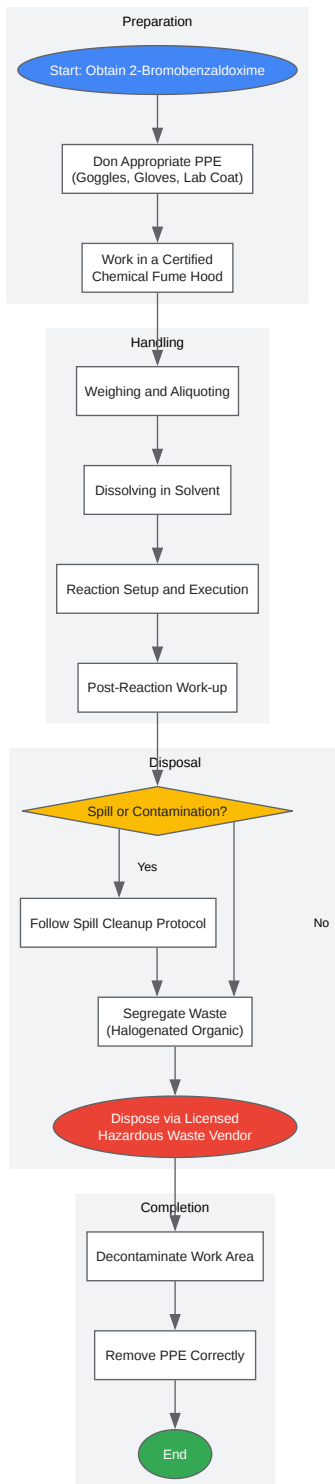 Preparation
Start: Obtain 2-Bromobenzaldoxime
Don Appropriate PPE
(Goggles, Gloves, Lab Coat)
Work in a Certified
Chemical Fume Hood
Handling
Weighing and Aliquoting
Dissolving in Solvent
Reaction Setup and Execution
Post-Reaction Work-up
Disposal
Spill or Contamination?
Yes
Follow Spill Cleanup Protocol
No
Segregate Waste
(Halogenated Organic)
Dispose via Licensed
Hazardous Waste Vendor
Completion
Decontaminate Work Area
Remove PPE Correctly
End